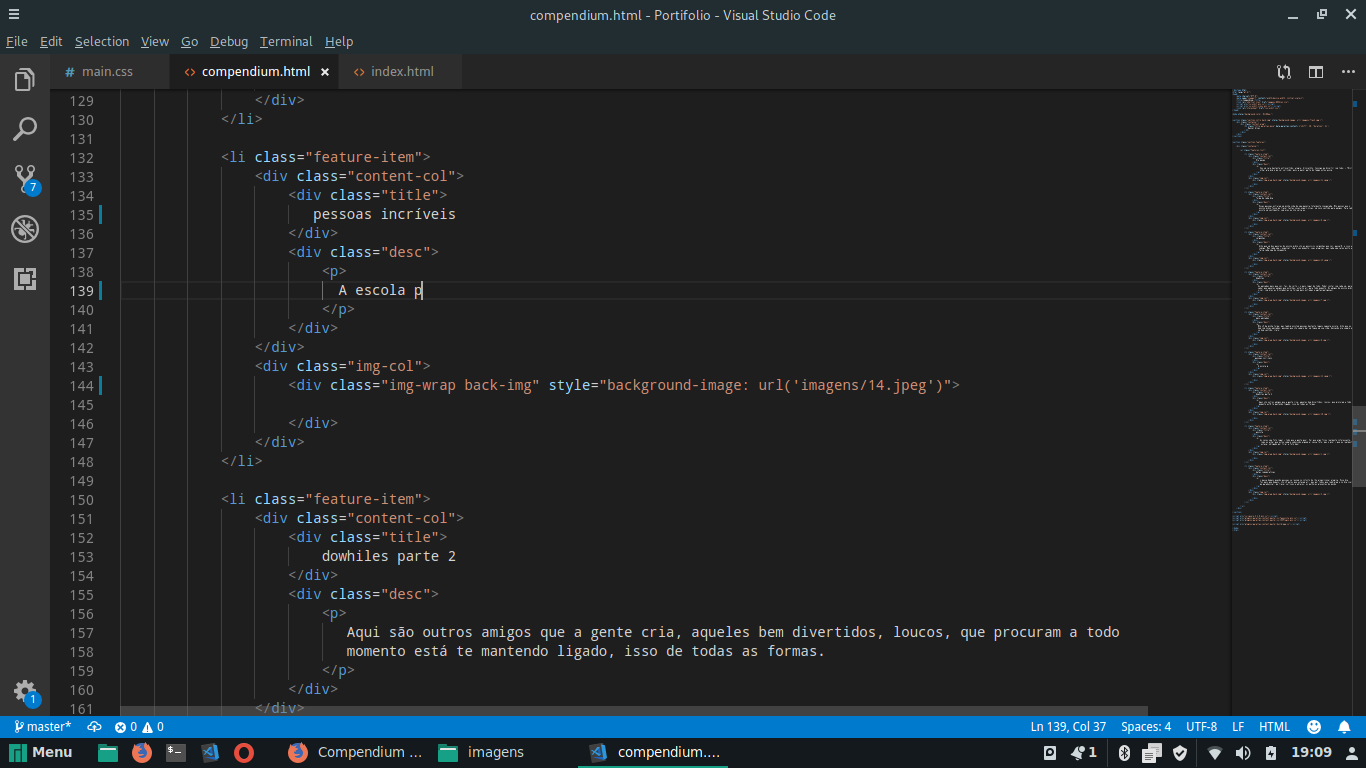 compendium.html - Portifolio - Visual Studio Code
File Edit Selection View Go Debug Terminal Help
# main.css <> compendium.html × <> index.html
129 </div>
130 </li>
131
132 <li class="feature-item">
133 <div class="content-col">
134 <div class="title">
135 pessoas incríveis
136 </div>
137 <div class="desc">
138 <p>
139 A escola p
140 </p>
141 </div>
142 </div>
143 <div class="img-col">
144 <div class="img-wrap back-img" style="background-image: url('imagens/14.jpeg')">
145
146 </div>
147 </div>
148 </li>
149
150 <li class="feature-item">
151 <div class="content-col">
152 <div class="title">
153 dowhiles parte 2
154 </div>
155 <div class="desc">
156 <p>
157 Aqui são outros amigos que a gente cria, aqueles bem divertidos, loucos, que procuram a todo
158 momento está te mantendo ligado, isso de todas as formas.
159 </p>
160 </div>
161 </div>
7
1
master* 0 0 Ln 139, Col 37 Spaces: 4 UTF-8 LF HTML
Menu Compendium ... imagens compendium.... 1 19:09